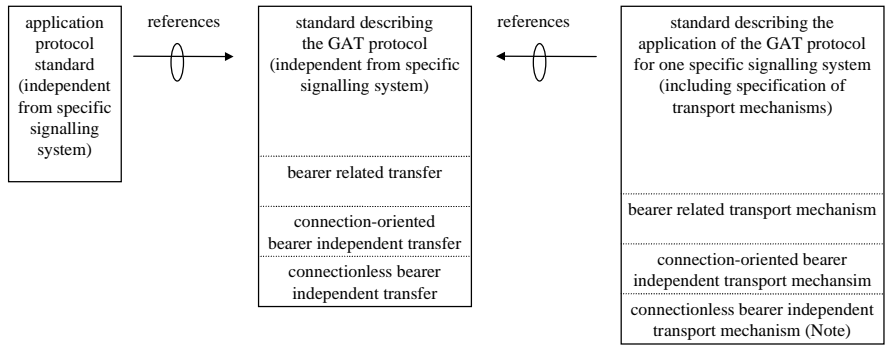 application
protocol
standard
(independent
from specific
signalling
system)
references
standard describing
the GAT protocol
(independent from specific
signalling system)
bearer related transfer
connection-oriented
bearer independent transfer
connectionless bearer
independent transfer
references
standard describing the
application of the GAT protocol
for one specific signalling system
(including specification of
transport mechanisms)
bearer related transport mechanism
connection-oriented bearer
independent transport mechansim
connectionless bearer independent
transport mechanism (Note)